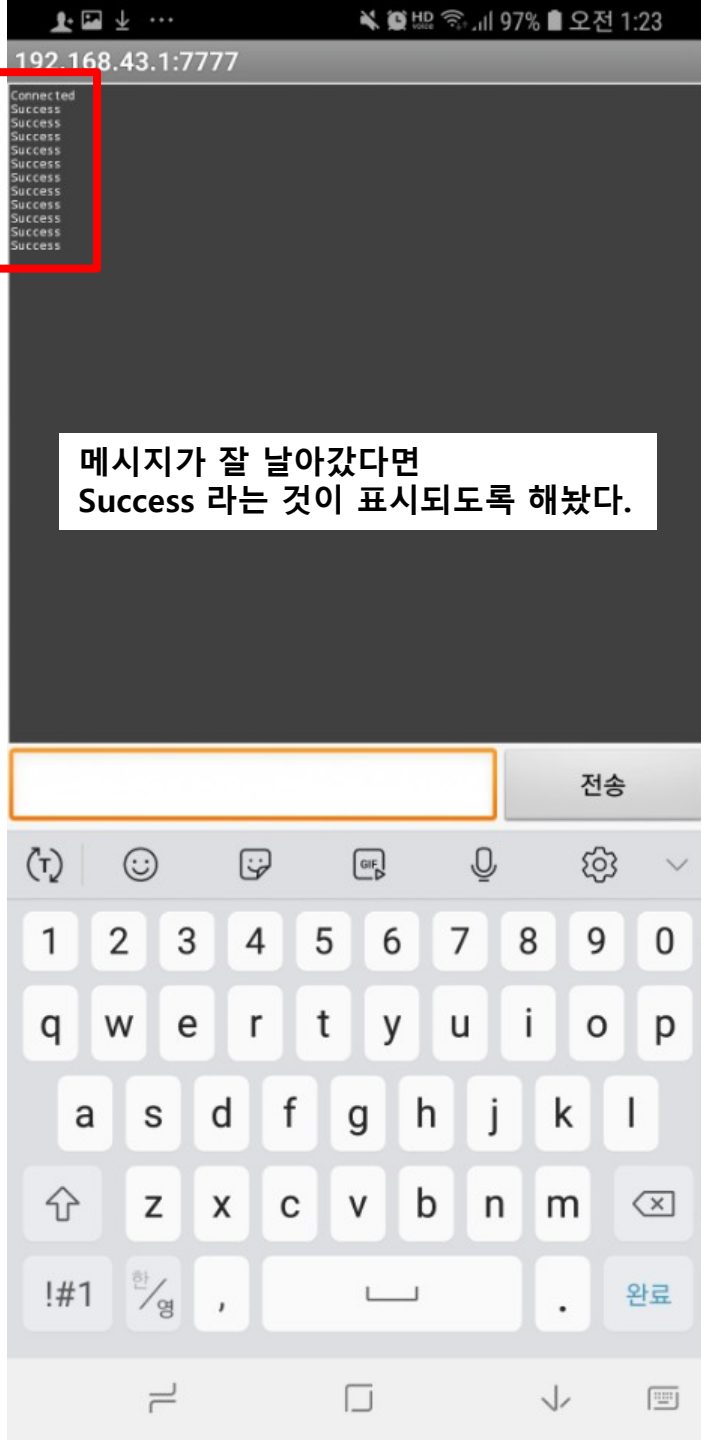 HD voice 97% 오전 1:23
192.168.43.1:7777
Connected
Success
Success
Success
Success
Success
Success
Success
Success
Success
Success
Success
메시지가 잘 날아갔다면
Success 라는 것이 표시되도록 해놨다.
전송
T GIF
1 2 3 4 5 6 7 8 9 0
q w e r t y u i o p
a s d f g h j k l
z x c v b n m
!#1 한/영 , . 완료